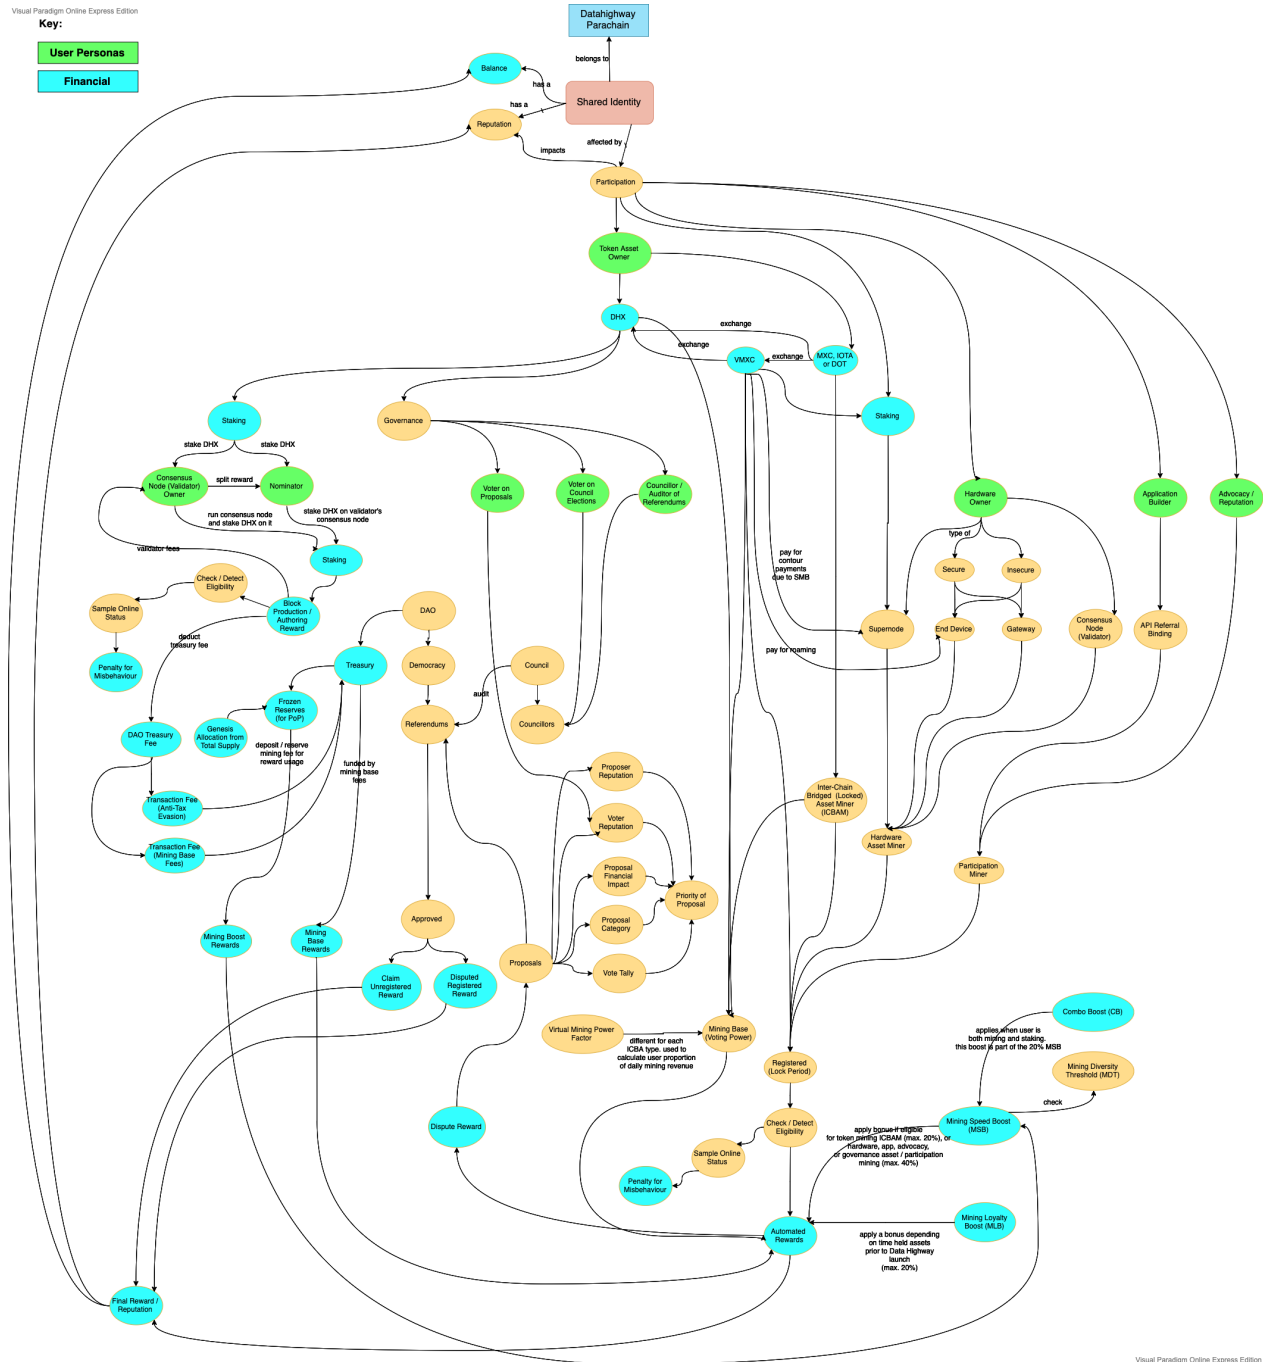 Visual Paradigm Online Express Edition
Key:
User Personas
Financial
Datahighway
Parachain
belongs to
Balance
has a
Shared Identity
has a
Reputation
affected by
impacts
Participation
Token Asset
Owner
DHX
exchange
exchange
VMXC
exchange
MXC, IOTA
or DOT
Staking
Governance
Staking
stake DHX
stake DHX
Consensus
Node (Validator)
Owner
split reward
Nominator
Voter on
Proposals
Voter on
Council
Elections
Councillor /
Auditor of
Referendums
Hardware
Owner
Application
Builder
Advocacy /
Reputation
run consensus node
and stake DHX on it
stake DHX on validator's
consensus node
type of
validator fees
Staking
pay for
contour
payments
due to SMB
Secure
Insecure
Check / Detect
Eligibility
Sample Online
Status
Block
Production /
Authoring
Reward
DAO
Supernode
End Device
Gateway
Consensus
Node
(Validator)
API Referral
Binding
deduct
treasury fee
pay for roaming
Penalty for
Misbehaviour
Treasury
Democracy
Council
audit
Frozen
Reserves
(for PoP)
Genesis
Allocation from
Total Supply
Referendums
Councillors
DAO Treasury
Fee
deposit / reserve
mining fee for
reward usage
funded by
mining base
fees
Proposer
Reputation
Transaction Fee
(Anti-Tax
Evasion)
Inter-Chain
Bridged (Locked)
Asset Miner
(ICBAM)
Voter
Reputation
Transaction Fee
(Mining Base
Fees)
Hardware
Asset Miner
Proposal
Financial
Impact
Participation
Miner
Priority of
Proposal
Approved
Proposal
Category
Mining Boost
Rewards
Mining
Base
Rewards
Proposals
Vote Tally
Claim
Unregistered
Reward
Disputed
Registered
Reward
Virtual Mining Power
Factor
different for each
ICBA type. used to
calculate user proportion
of daily mining revenue
Mining Base
(Voting Power)
Combo Boost (CB)
applies when user is
both mining and staking.
this boost is part of the 20% MSB
Registered
(Lock Period)
Mining Diversity
Threshold (MDT)
check
Dispute Reward
Check / Detect
Eligibility
Mining Speed Boost
(MSB)
apply bonus if eligible
for token mining ICBAM (max. 20%), or
hardware, app, advocacy,
or governance asset / participation
mining (max. 40%)
Sample Online
Status
Penalty for
Misbehaviour
Automated
Rewards
Mining Loyalty
Boost (MLB)
apply a bonus depending
on time held assets
prior to Data Highway
launch
(max. 20%)
Final Reward /
Reputation
Visual Paradigm Online Express Edition